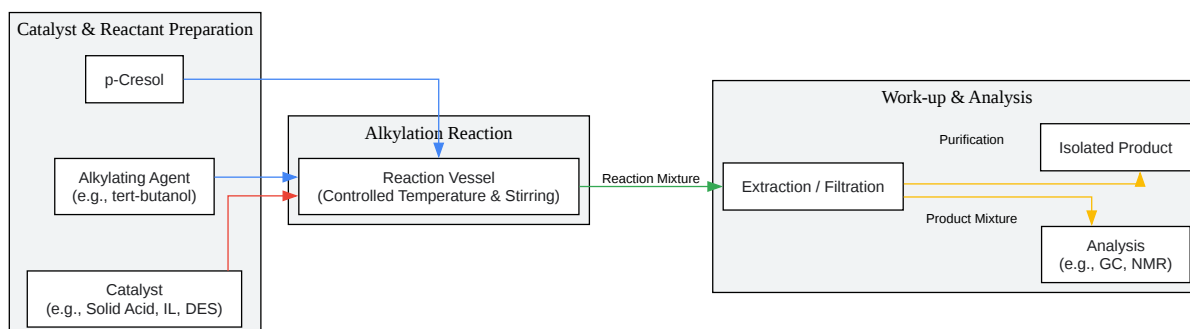 Catalyst & Reactant Preparation
p-Cresol
Alkylating Agent
(e.g., tert-butanol)
Catalyst
(e.g., Solid Acid, IL, DES)
Alkylation Reaction
Reaction Vessel
(Controlled Temperature & Stirring)
Reaction Mixture
Work-up & Analysis
Extraction / Filtration
Purification
Isolated Product
Product Mixture
Analysis
(e.g., GC, NMR)